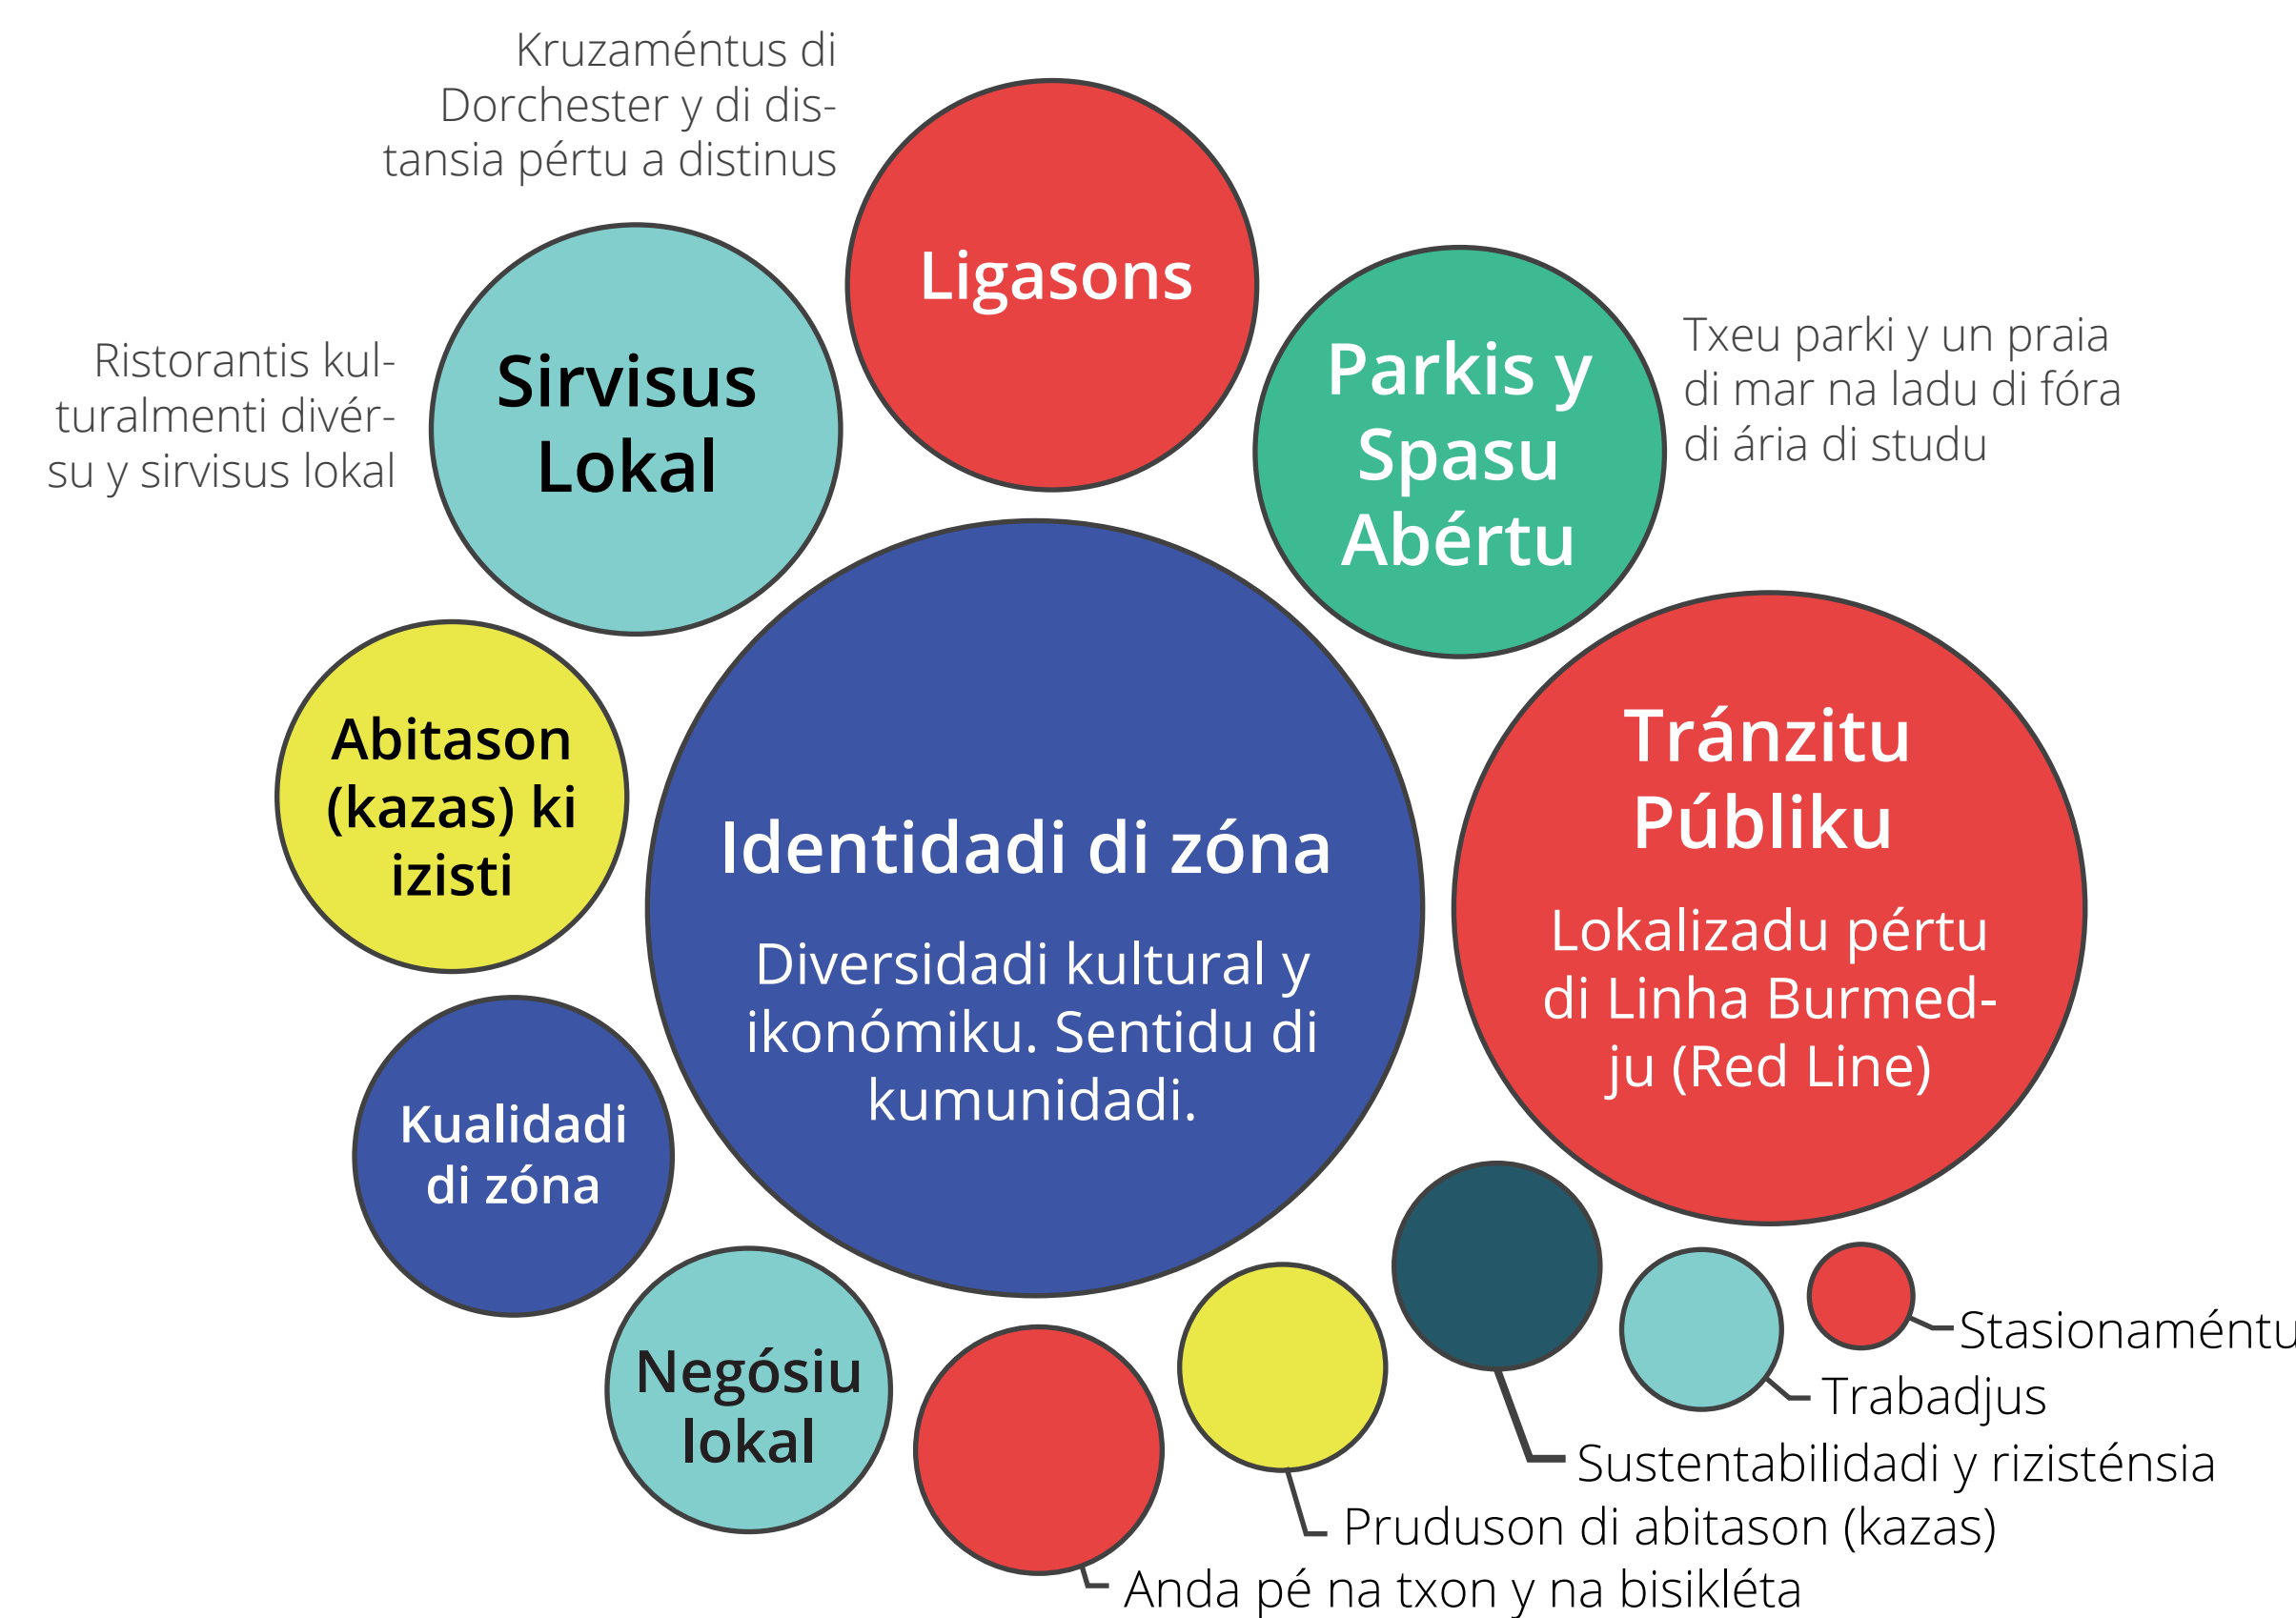 Kruzaméntus di
Dorchester y di dis-
tansia pértu a distinus
Ligasons
Sirvisus
Lokal
Ristorantis kul-
turalmenti divér-
su y sirvisus lokal
Parkis y
Spasu
Abértu
Txeu parki y un praia
di mar na ladu di fóra
di ária di studu
Abitason
(kazas) ki
izisti
Identidadi di zóna
Diversidadi kultural y
ikonómiku. Sentidu di
kumunidadi.
Tránzitu
Públiku
Lokalizadu pértu
di Linha Burmed-
ju (Red Line)
Kualidadi
di zóna
Negósiu
lokal
Stasionaméntu
Trabadjus
Sustentabilidadi y rizisténsia
Pruduson di abitason (kazas)
Anda pé na txon y na bisikléta